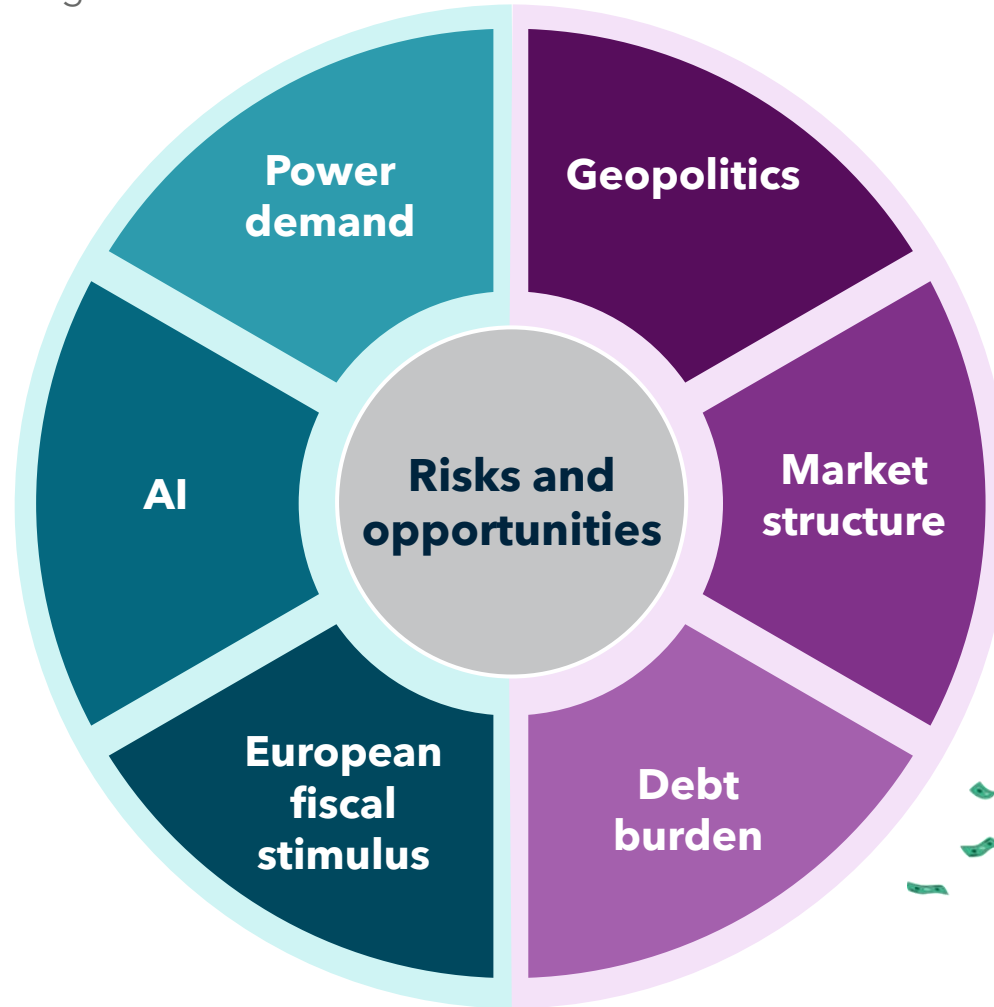 Power
demand
Geopolitics
AI
Risks and
opportunities
Market
structure
European
fiscal
stimulus
Debt
burden